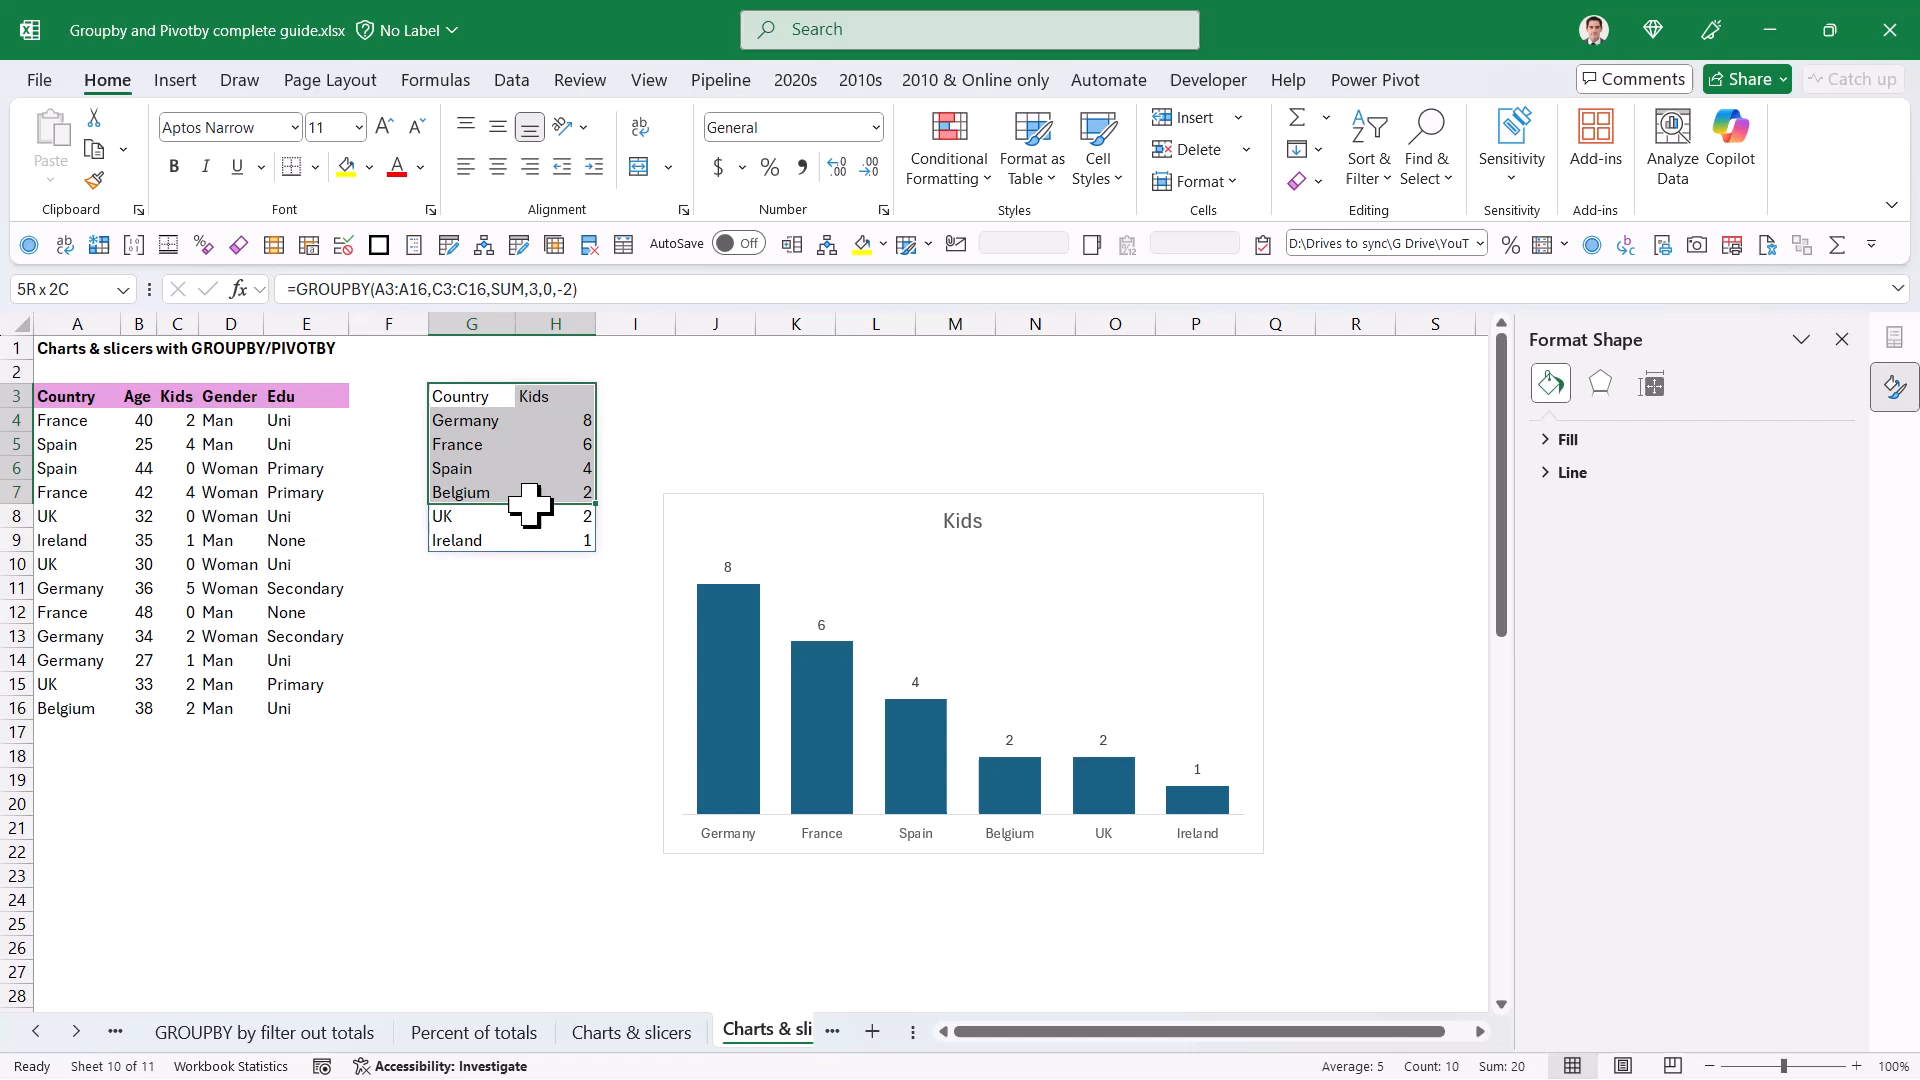 Groupby and Pivotby complete guide.xlsx No Label Search
File Home Insert Draw Page Layout Formulas Data Review View Pipeline 2020s 2010s 2010 & Online only Automate Developer Help Power Pivot Comments Share Catch up
Paste Aptos Narrow 11 General Conditional Formatting Format as Table Cell Styles Insert Delete Format Sort & Filter Find & Select Sensitivity Add-ins Analyze Data Copilot
Clipboard Font Alignment Number Styles Cells Editing Sensitivity Add-ins
AutoSave Off D:\Drives to sync\G Drive\YouT
5R x 2C fx =GROUPBY(A3:A16,C3:C16,SUM,3,0,-2)
A B C D E F G H I J K L M N O P Q R S
1 Charts & slicers with GROUPBY/PIVOTBY
2
3 Country Age Kids Gender Edu Country Kids
4 France 40 2 Man Uni Germany 8
5 Spain 25 4 Man Uni France 6
6 Spain 44 0 Woman Primary Spain 4
7 France 42 4 Woman Primary Belgium 2
8 UK 32 0 Woman Uni UK 2
9 Ireland 35 1 Man None Ireland 1
10 UK 30 0 Woman Uni
11 Germany 36 5 Woman Secondary
12 France 48 0 Man None
13 Germany 34 2 Woman Secondary
14 Germany 27 1 Man Uni
15 UK 33 2 Man Primary
16 Belgium 38 2 Man Uni
17
18
19
20
21
22
23
24
25
26
27
28
Kids
8 6 4 2 2 1
Germany France Spain Belgium UK Ireland
Format Shape
Fill
Line
GROUPBY by filter out totals Percent of totals Charts & slicers Charts & sli
Ready Sheet 10 of 11 Workbook Statistics Accessibility: Investigate Average: 5 Count: 10 Sum: 20 100%